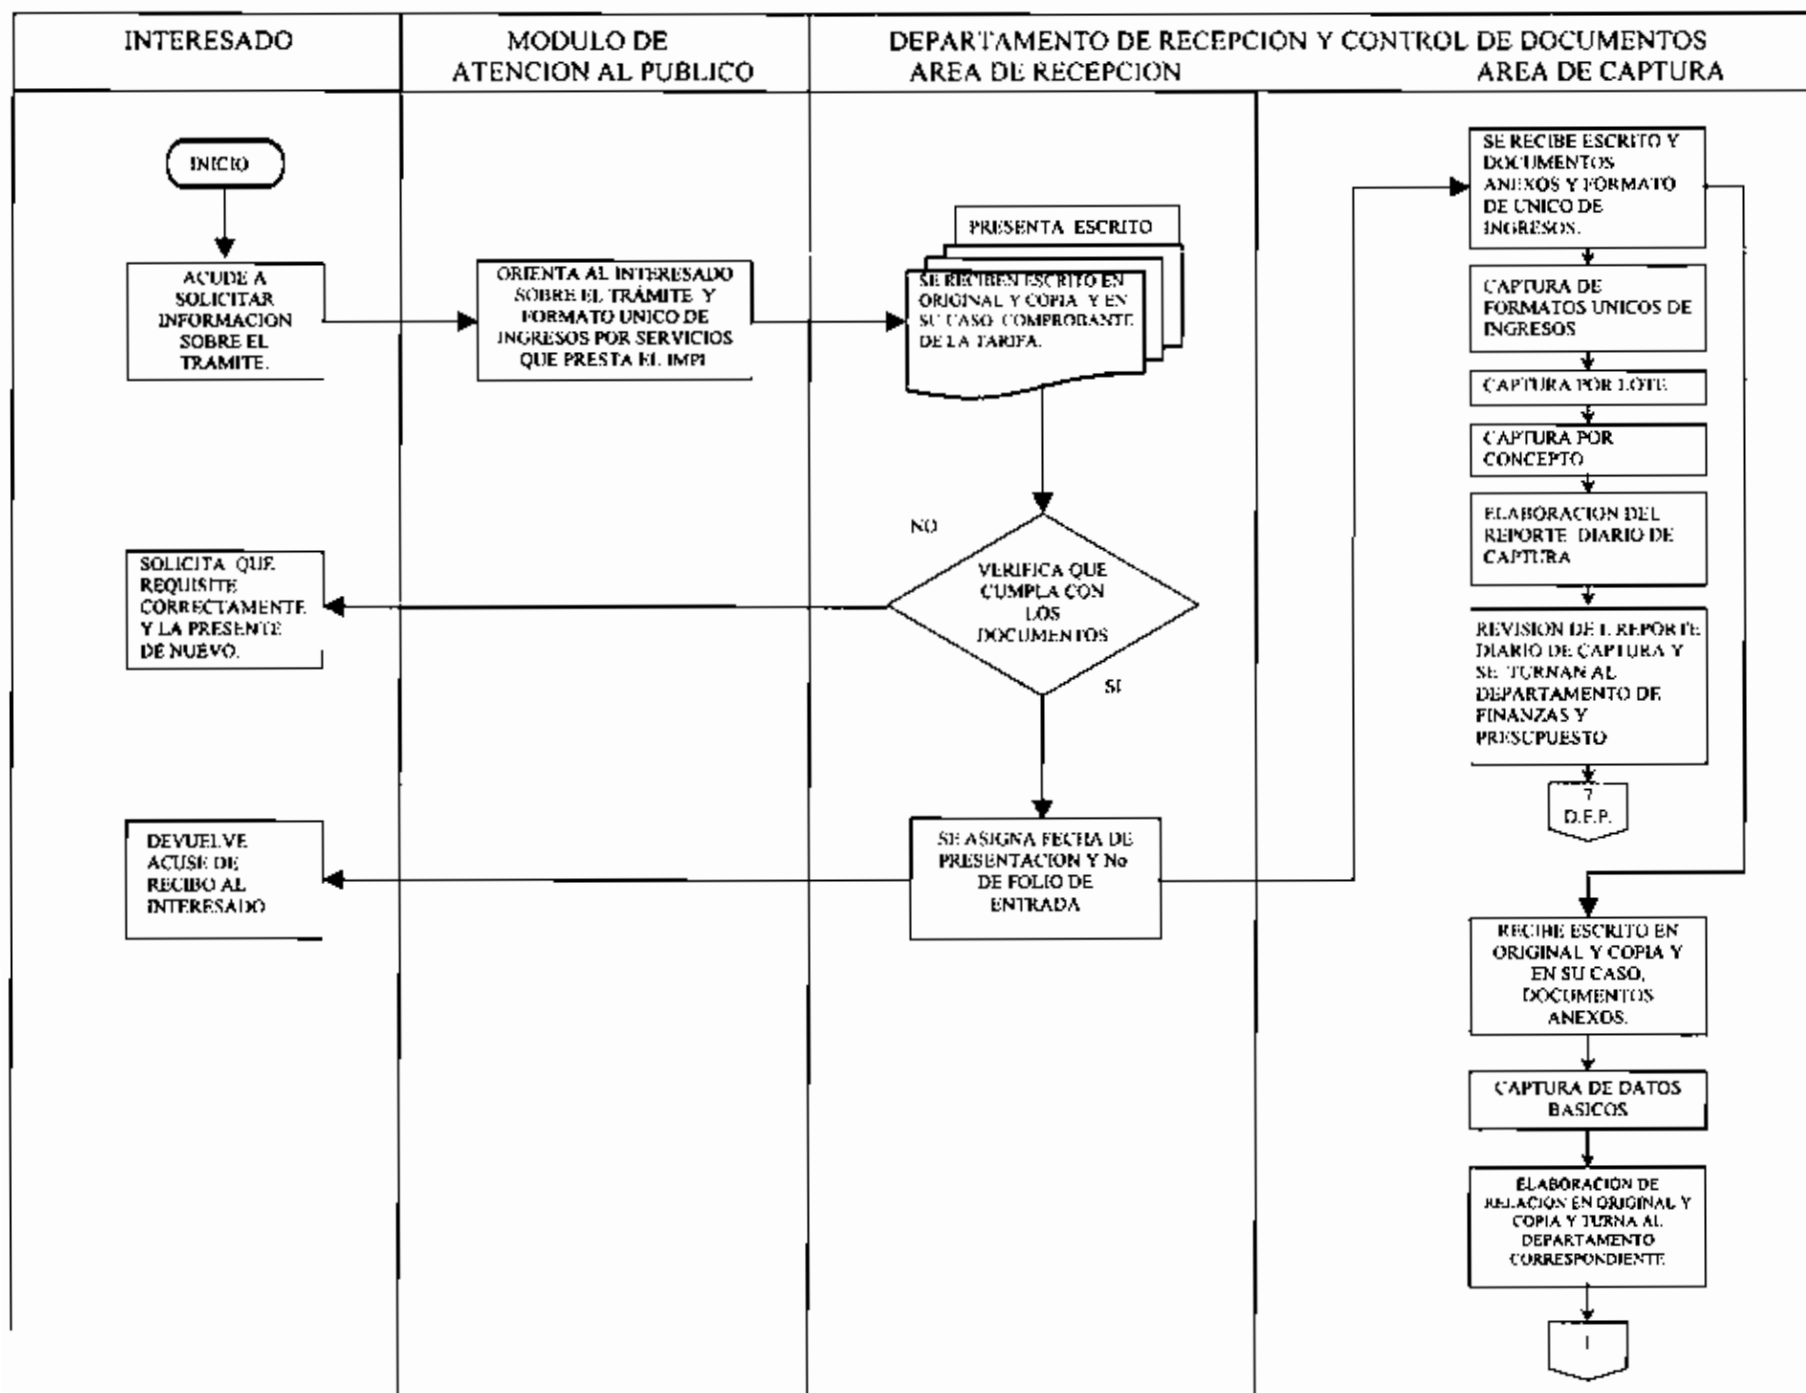 INTERESADO
MODULO DE
ATENCION AL PUBLICO
DEPARTAMENTO DE RECEPCION Y CONTROL DE DOCUMENTOS
AREA DE RECEPCION
AREA DE CAPTURA
INICIO
ACUDE A
SOLICITAR
INFORMACION
SOBRE EL
TRAMITE.
ORIENTA AL INTERESADO
SOBRE EL TRÁMITE Y
FORMATO UNICO DE
INGRESOS POR SERVICIOS
QUE PRESTA EL IMPI
PRESENTA ESCRITO
SE RECIBEN ESCRITO EN
ORIGINAL Y COPIA Y EN
SU CASO COMPROBANTE
DE LA TARIFA.
NO
VERIFICA QUE
CUMPLA CON
LOS
DOCUMENTOS
SI
SOLICITA QUE
REQUISITE
CORRECTAMENTE
Y LA PRESENTE
DE NUEVO.
SE ASIGNA FECHA DE
PRESENTACION Y No
DE FOLIO DE
ENTRADA
DEVUELVE
ACUSE DE
RECIBO AL
INTERESADO
SE RECIBE ESCRITO Y
DOCUMENTOS
ANEXOS Y FORMATO
DE UNICO DE
INGRESOS.
CAPTURA DE
FORMATOS UNICOS DE
INGRESOS
CAPTURA POR LOTE
CAPTURA POR
CONCEPTO
ELABORACION DEL
REPORTE DIARIO DE
CAPTURA
REVISION DE L REPORTE
DIARIO DE CAPTURA Y
SE TURNAN AL
DEPARTAMENTO DE
FINANZAS Y
PRESUPUESTO
7
D.F.P.
RECIBE ESCRITO EN
ORIGINAL Y COPIA Y
EN SU CASO,
DOCUMENTOS
ANEXOS.
CAPTURA DE DATOS
BASICOS
ELABORACION DE
RELACION EN ORIGINAL Y
COPIA Y TURNA AL
DEPARTAMENTO
CORRESPONDIENTE
1